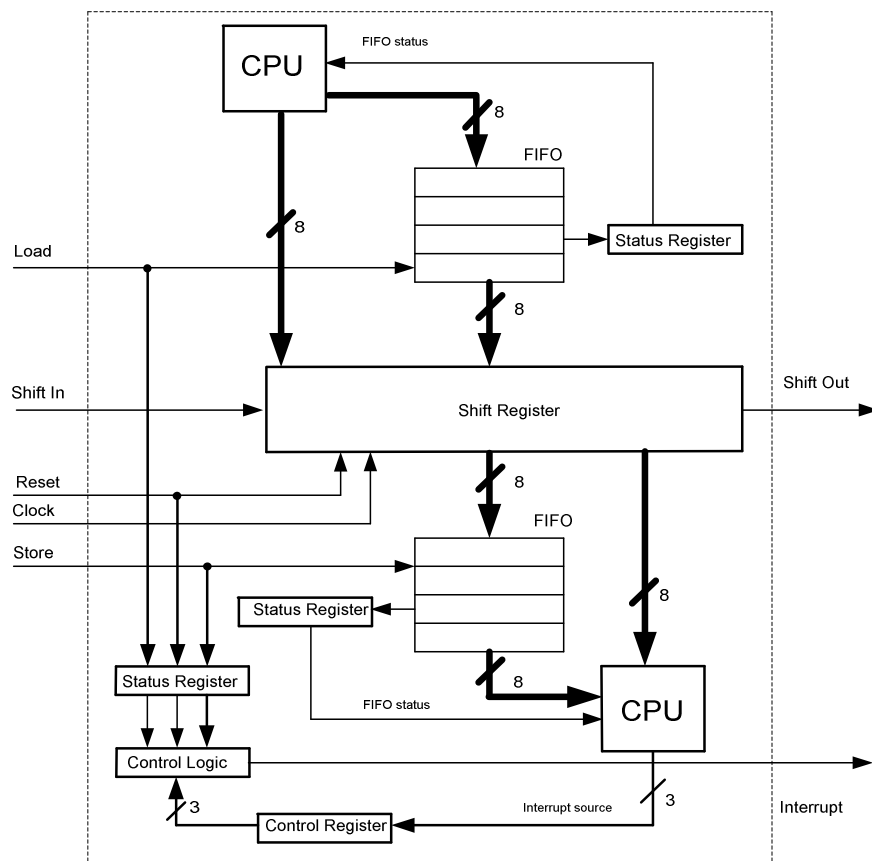 FIFO status
CPU
8
FIFO
8
Status Register
Load
8
Shift In
Shift Register
Shift Out
8
Reset
Clock
FIFO
Store
Status Register
8
Status Register
8
FIFO status
CPU
Control Logic
3
Interrupt source
3
Interrupt
Control Register